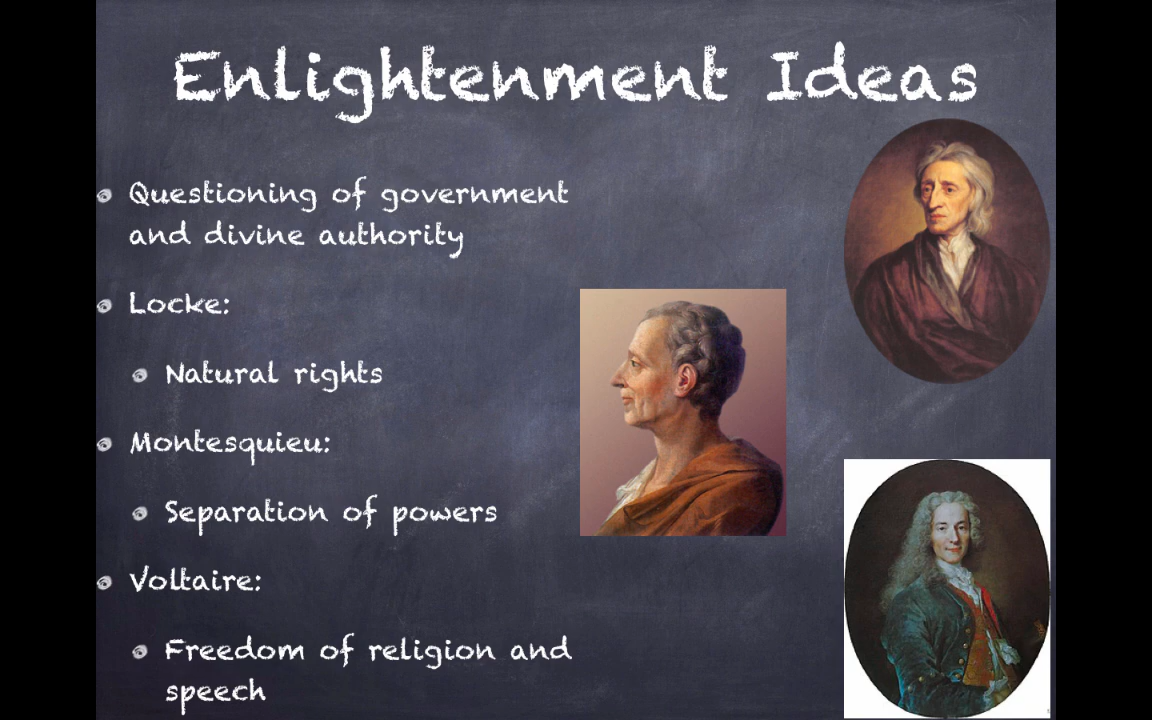 Enlightenment Ideas
Questioning of government
and divine authority
Locke:
Natural rights
Montesquieu:
Separation of powers
Voltaire:
Freedom of religion and
speech